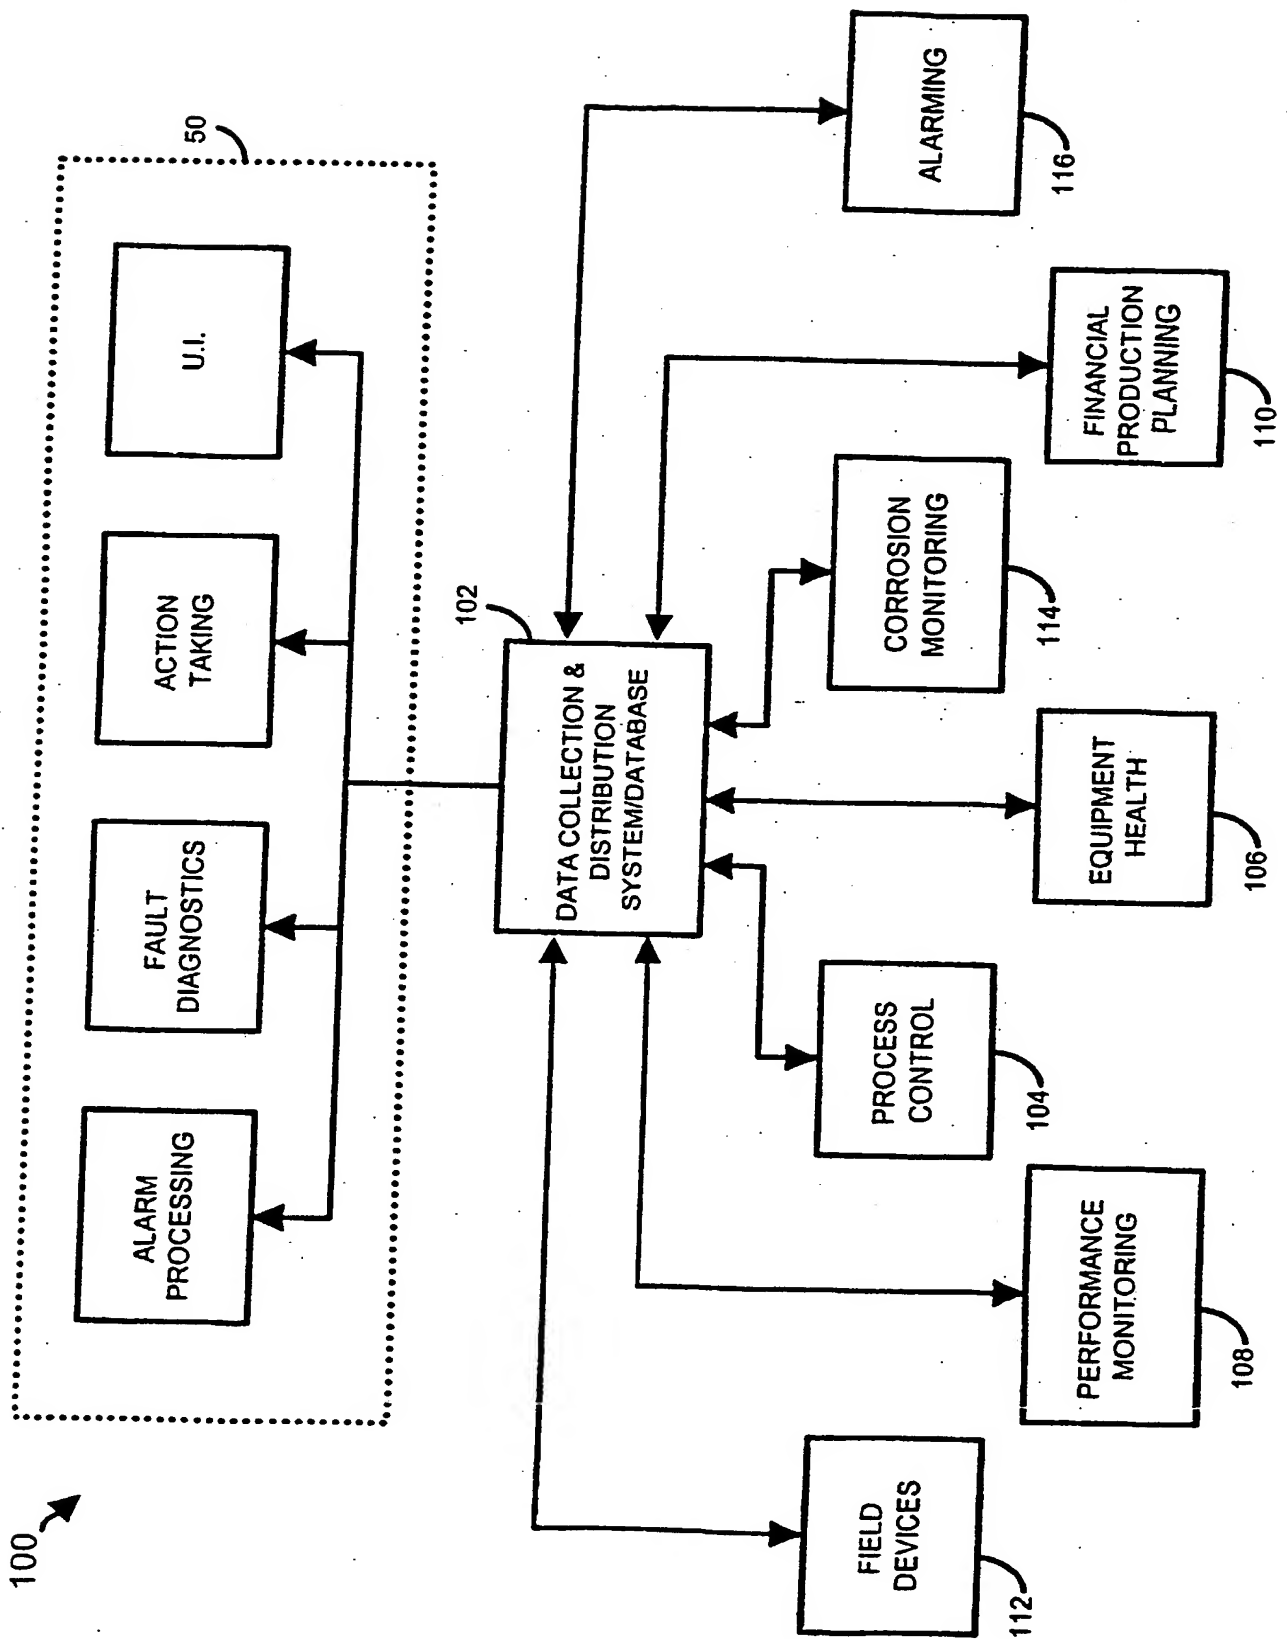 100
50
ALARM
PROCESSING
FAULT
DIAGNOSTICS
ACTION
TAKING
U.I.
102
DATA COLLECTION &
DISTRIBUTION
SYSTEM/DATABASE
FIELD
DEVICES
112
PERFORMANCE
MONITORING
108
PROCESS
CONTROL
104
EQUIPMENT
HEALTH
106
CORROSION
MONITORING
114
FINANCIAL
PRODUCTION
PLANNING
110
ALARMING
116